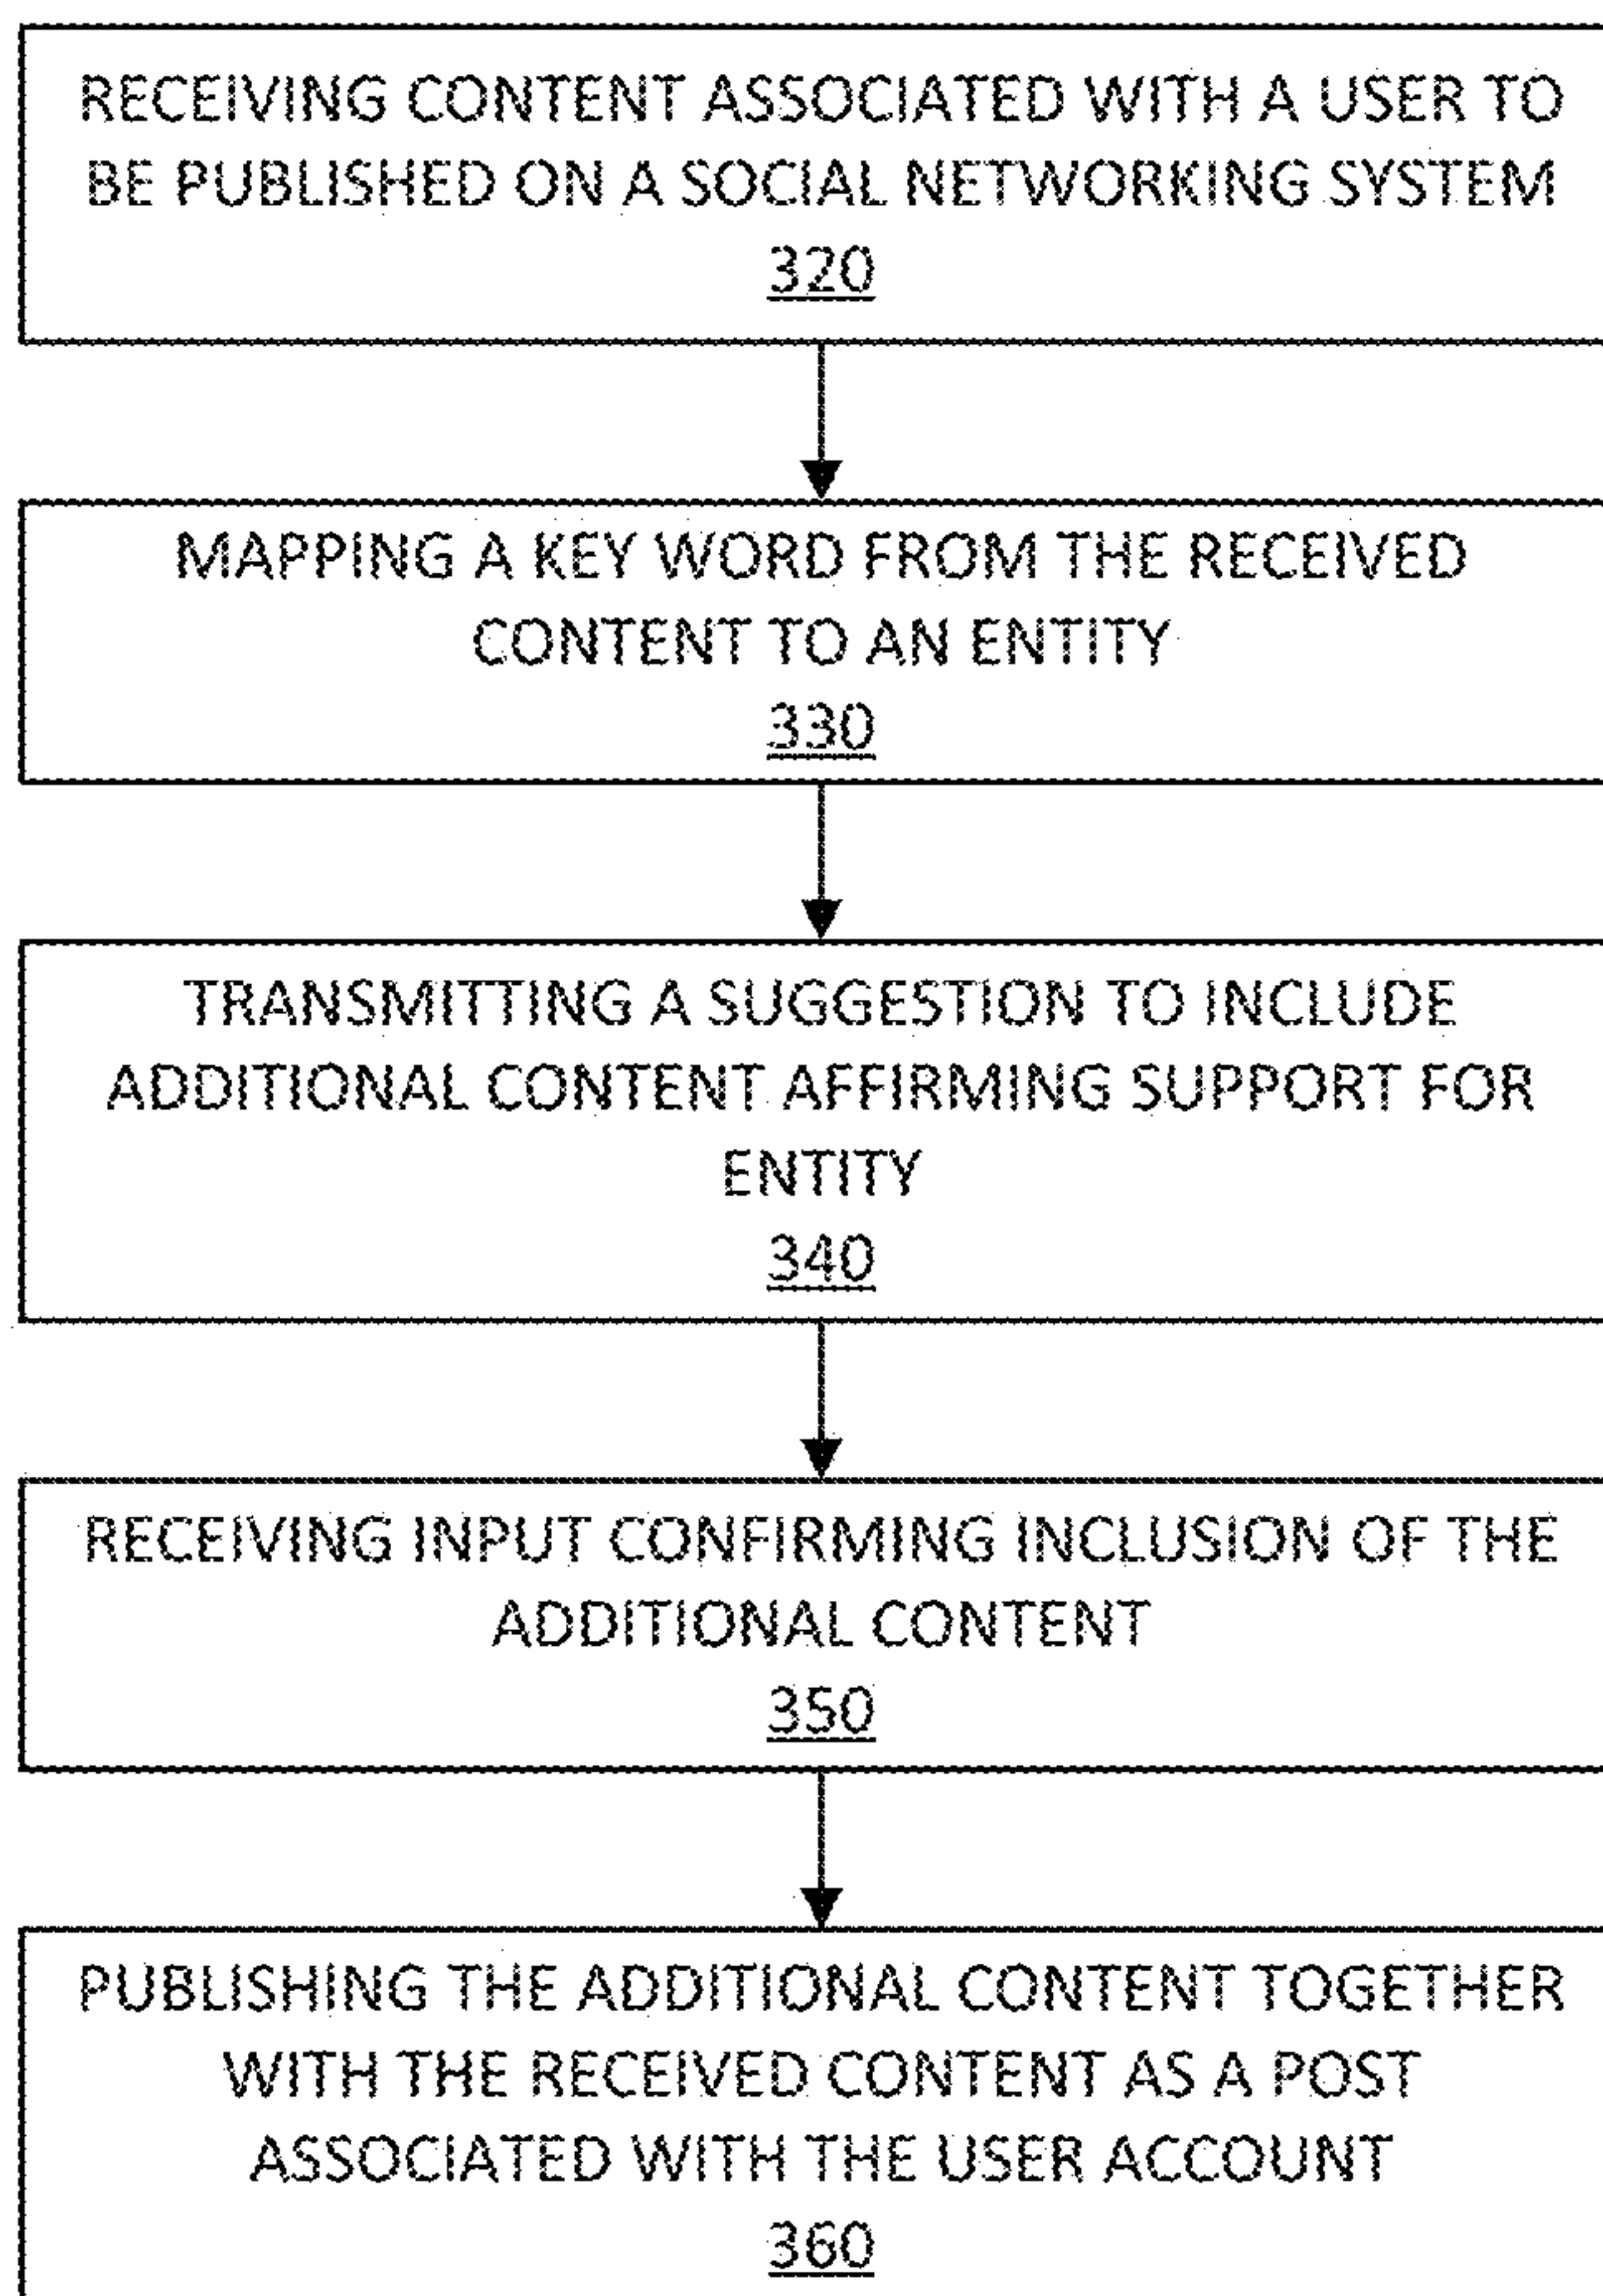 RECEIVING CONTENT ASSOCIATED WITH A USER TO
BE PUBLISHED ON A SOCIAL NETWORKING SYSTEM
320
MAPPING A KEY WORD FROM THE RECEIVED
CONTENT TO AN ENTITY
330
TRANSMITTING A SUGGESTION TO INCLUDE
ADDITIONAL CONTENT AFFIRMING SUPPORT FOR
ENTITY
340
RECEIVING INPUT CONFIRMING INCLUSION OF THE
ADDITIONAL CONTENT
350
PUBLISHING THE ADDITIONAL CONTENT TOGETHER
WITH THE RECEIVED CONTENT AS A POST
ASSOCIATED WITH THE USER ACCOUNT
360